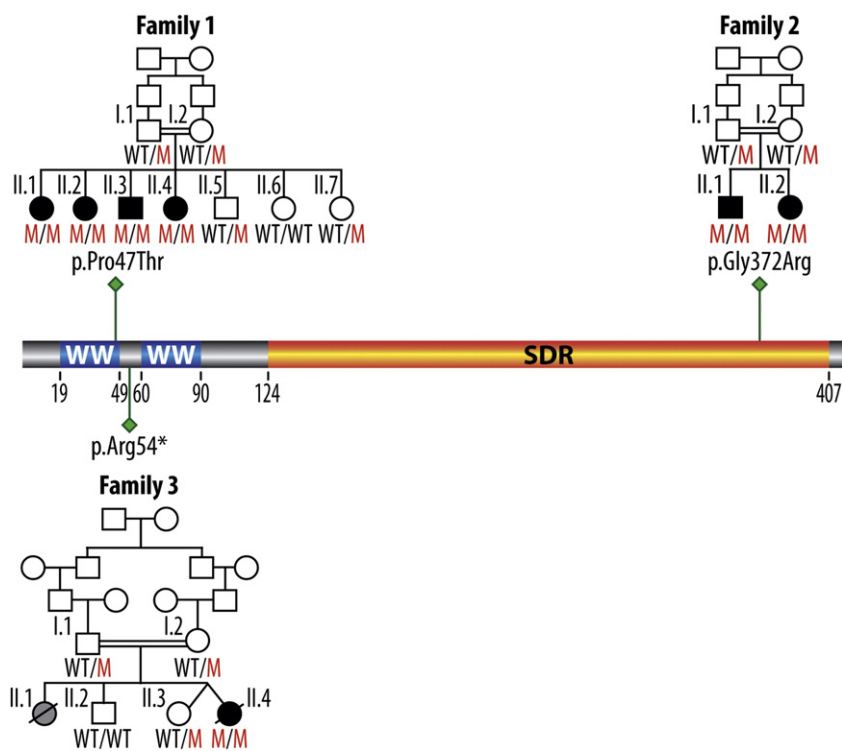 Family 1
Family 2
I.1 I.2
I.1 I.2
WT/M WT/M
WT/M WT/M
II.1 II.2 II.3 II.4 II.5 II.6 II.7
II.1 II.2
M/M M/M M/M M/M WT/M WT/WT WT/M
M/M M/M
p.Pro47Thr
p.Gly372Arg
WW WW SDR
19 49 60 90 124 407
p.Arg54*
Family 3
I.1 I.2
WT/M WT/M
II.1 II.2 II.3 II.4
WT/WT WT/M M/M